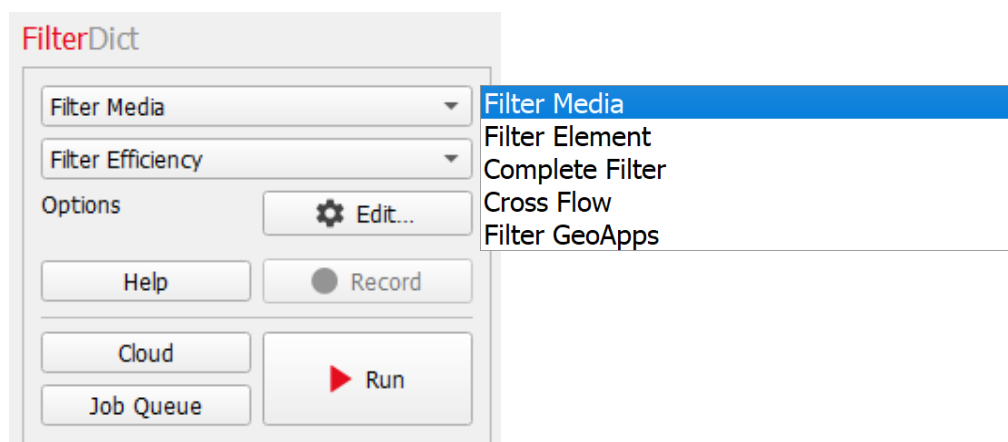 FilterDict
Filter Media
Filter Efficiency
Options
Edit...
Help
Record
Cloud
Run
Job Queue
Filter Media
Filter Element
Complete Filter
Cross Flow
Filter GeoApps